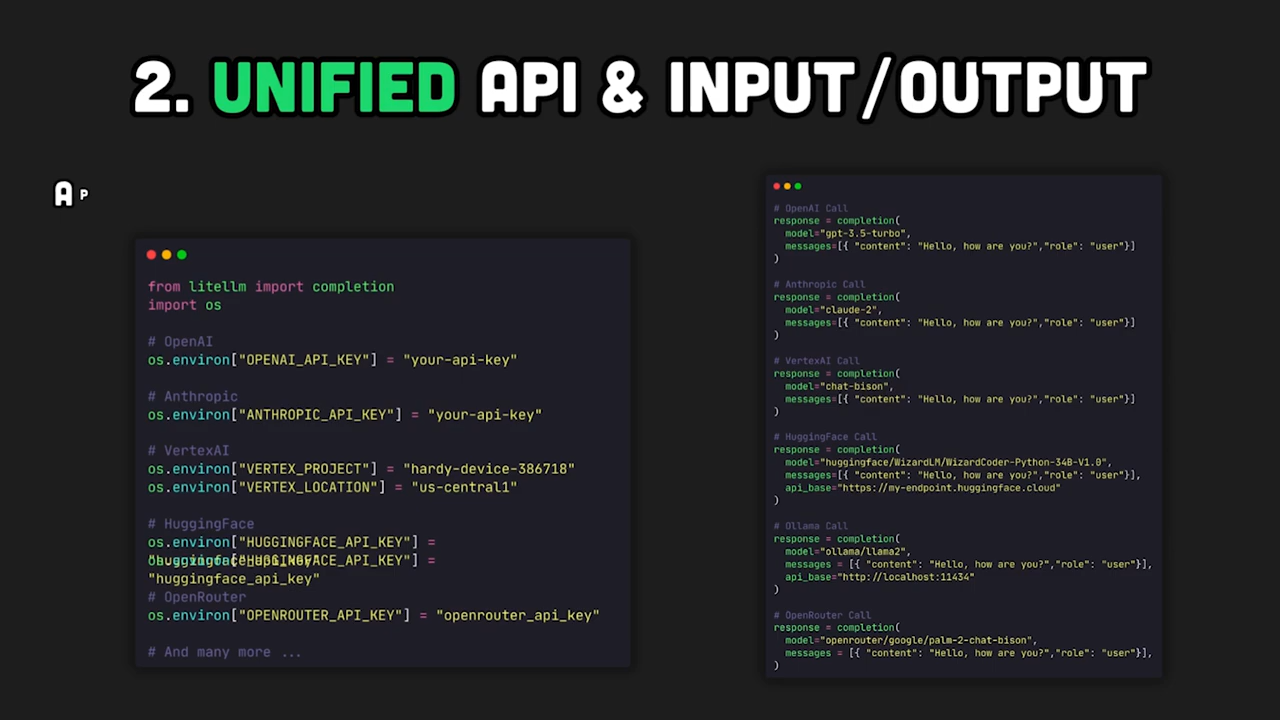 2. UNIFIED API & INPUT/OUTPUT
AP
from litellm import completion
import os
# OpenAI
os.environ["OPENAI_API_KEY"] = "your-api-key"
# Anthropic
os.environ["ANTHROPIC_API_KEY"] = "your-api-key"
# VertexAI
os.environ["VERTEX_PROJECT"] = "hardy-device-386718"
os.environ["VERTEX_LOCATION"] = "us-central1"
# HuggingFace
os.environ["HUGGINGFACE_API_KEY"] =
os.environ["HUGGINGFACE_API_KEY"] =
"huggingface_api_key"
# OpenRouter
os.environ["OPENROUTER_API_KEY"] = "openrouter_api_key"
# And many more ...
# OpenAI Call
response = completion(
model="gpt-3.5-turbo",
messages=[{ "content": "Hello, how are you?","role": "user"}]
)
# Anthropic Call
response = completion(
model="claude-2",
messages=[{ "content": "Hello, how are you?","role": "user"}]
)
# VertexAI Call
response = completion(
model="chat-bison",
messages=[{ "content": "Hello, how are you?","role": "user"}]
)
# HuggingFace Call
response = completion(
model="huggingface/WizardLM/WizardCoder-Python-34B-V1.0",
messages=[{ "content": "Hello, how are you?","role": "user"}],
api_base="https://my-endpoint.huggingface.cloud"
)
# Ollama Call
response = completion(
model="ollama/llama2",
messages = [{ "content": "Hello, how are you?","role": "user"}],
api_base="http://localhost:11434"
)
# OpenRouter Call
response = completion(
model="openrouter/google/palm-2-chat-bison",
messages = [{ "content": "Hello, how are you?","role": "user"}],
)